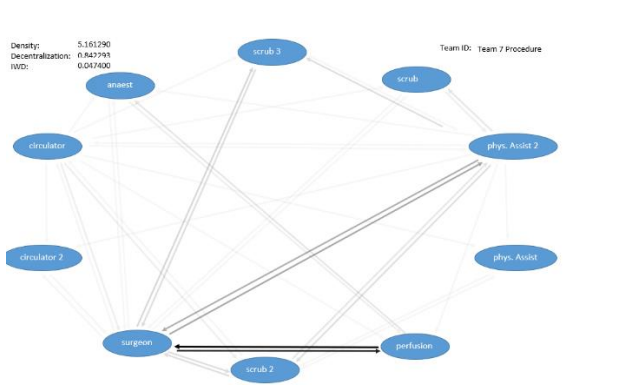 Density: 5.161290
Decentralization: 0.842293
IWD: 0.047400
Team ID: Team 7 Procedure
scrub 3
scrub
anaest
circulator
phys. Assist 2
circulator 2
phys. Assist
surgeon
perfusion
scrub 2